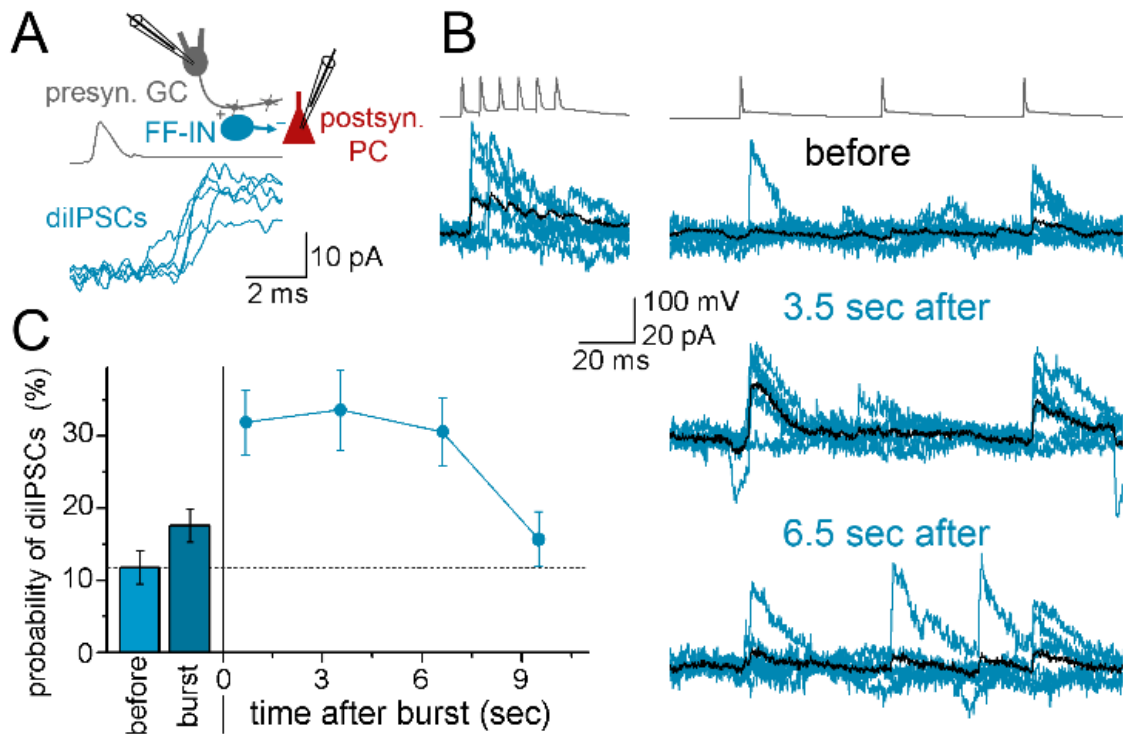 A
presyn. GC
+
FF-IN
−
postsyn.
PC
diIPSCs
10 pA
2 ms
B
before
100 mV
20 pA
20 ms
3.5 sec after
6.5 sec after
C
probability of diIPSCs (%)
30
20
10
0
before
burst
0
3
6
9
time after burst (sec)